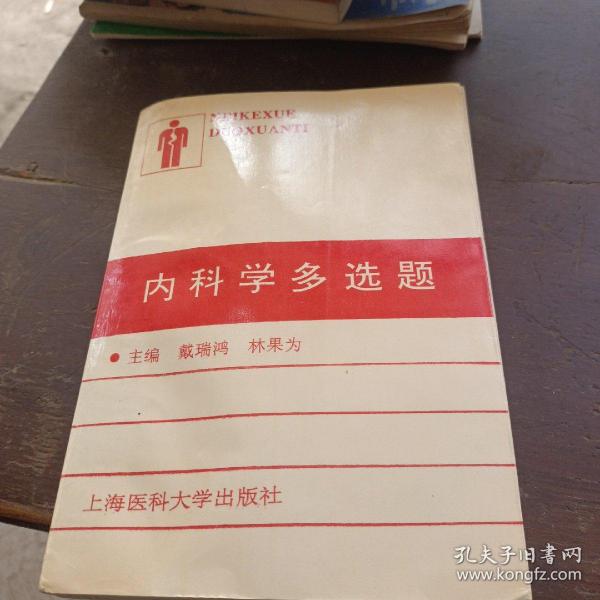 NEIKEXUE
DUOXUANTI
内科学多选题
● 主编 戴瑞鸿 林果为
上海医科大学出版社
孔夫子旧书网
www.kongfz.com